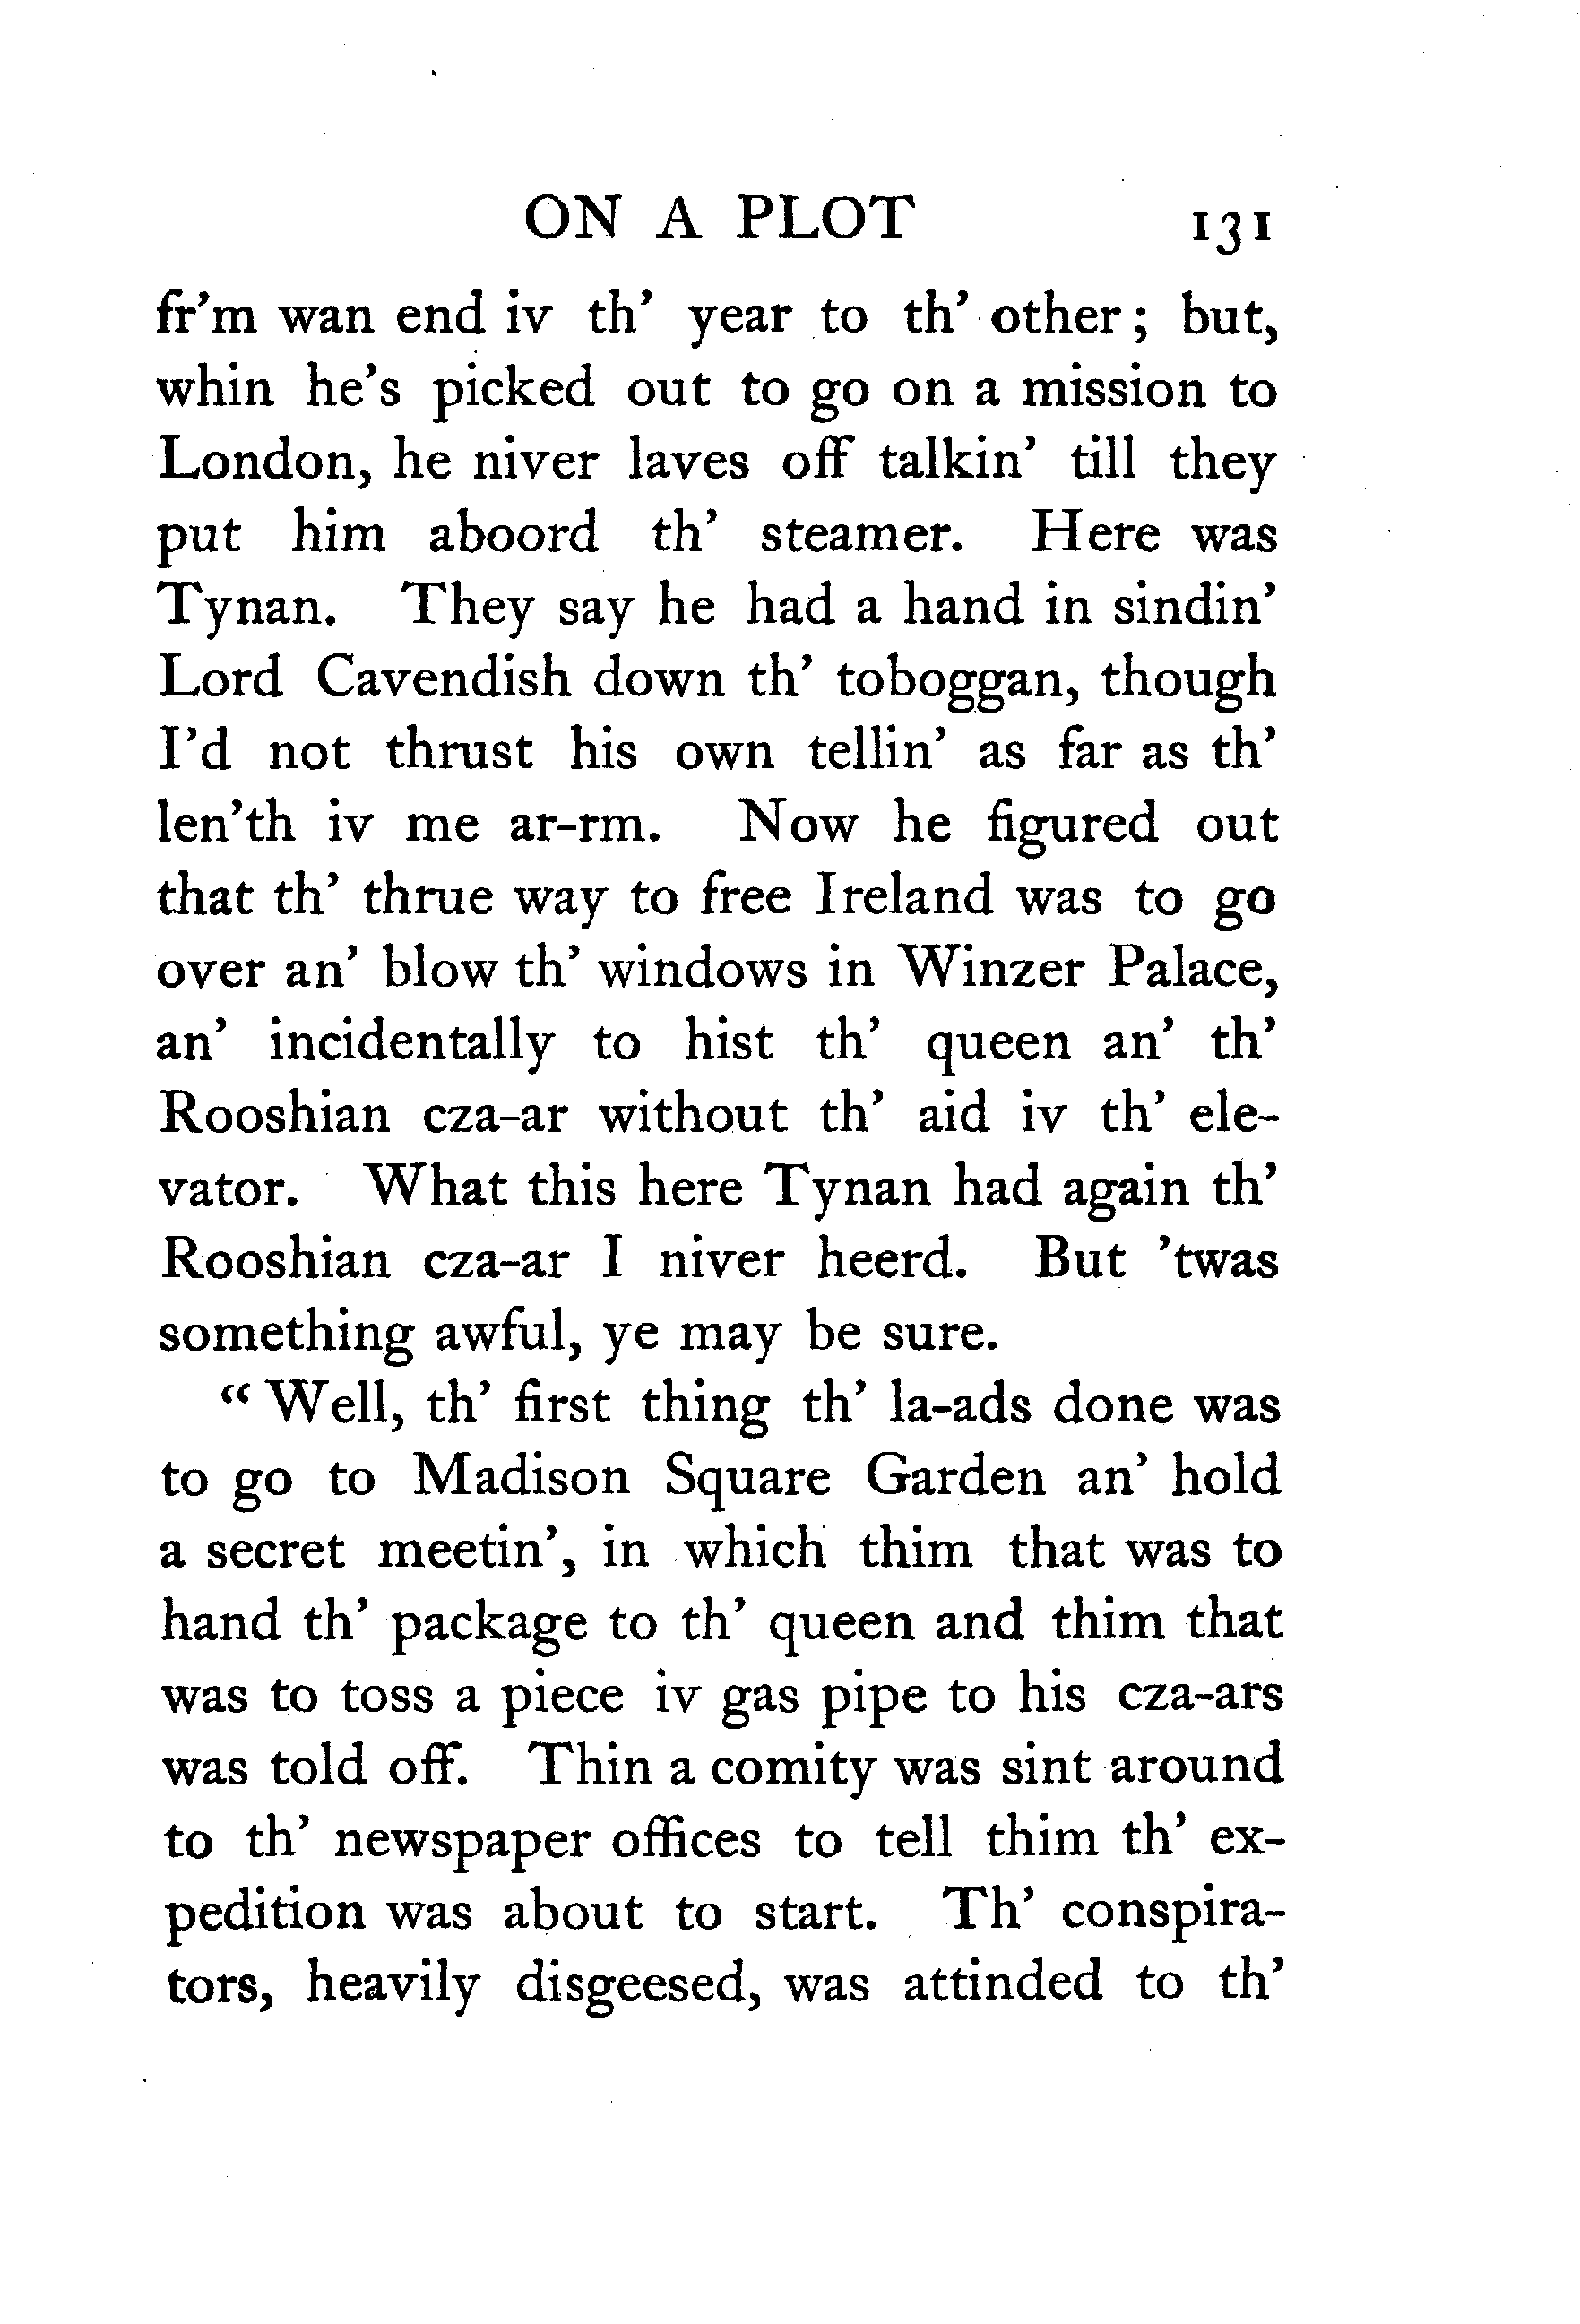 ON A PLOT 131
fr'm wan end iv th' year to th' other; but,
whin he's picked out to go on a mission to
London, he niver laves off talkin' till they
put him aboord th' steamer. Here was
Tynan. They say he had a hand in sindin'
Lord Cavendish down th' toboggan, though
I'd not thrust his own tellin' as far as th'
len'th iv me ar-rm. Now he figured out
that th' thrue way to free Ireland was to go
over an' blow th' windows in Winzer Palace,
an' incidentally to hist th' queen an' th'
Rooshian cza-ar without th' aid iv th' ele-
vator. What this here Tynan had again th'
Rooshian cza-ar I niver heerd. But 'twas
something awful, ye may be sure.
"Well, th' first thing th' la-ads done was
to go to Madison Square Garden an' hold
a secret meetin', in which thim that was to
hand th' package to th' queen and thim that
was to toss a piece iv gas pipe to his cza-ars
was told off. Thin a comity was sint around
to th' newspaper offices to tell thim th' ex-
pedition was about to start. Th' conspira-
tors, heavily disgeesed, was attinded to th'